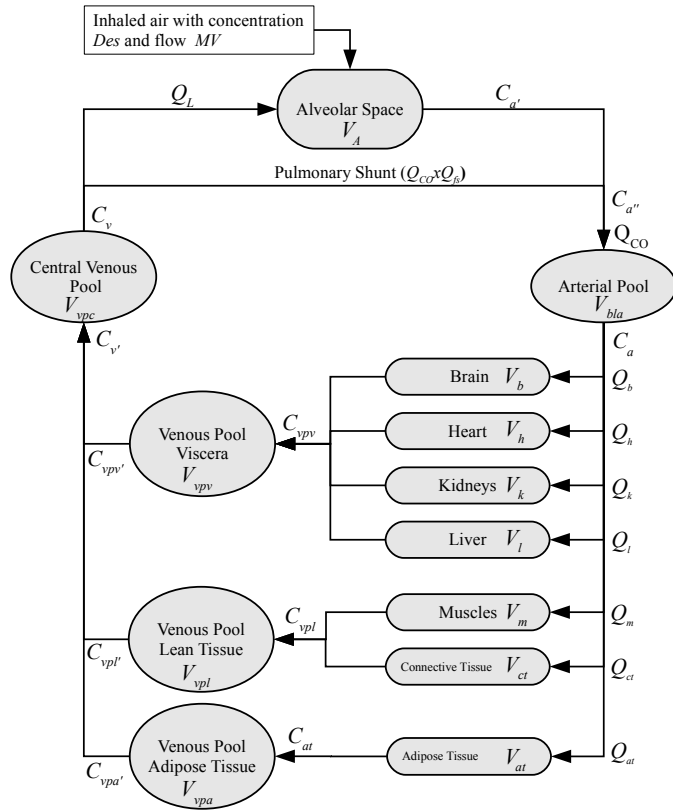 Inhaled air with concentration
Des and flow MV
Q_L
Alveolar Space
V_A
C_a'
Pulmonary Shunt (Q_CO x Q_fs)
C_v
C_a''
Q_CO
Central Venous
Pool
V_vpc
Arterial Pool
V_bla
C_v'
C_a
Brain V_b
Q_b
C_vpv
Heart V_h
Q_h
Venous Pool
Viscera
V_vpv
C_vpv'
Kidneys V_k
Q_k
Liver V_l
Q_l
C_vpl
Muscles V_m
Q_m
Venous Pool
Lean Tissue
V_vpl
C_vpl'
Connective Tissue V_ct
Q_ct
C_at
Venous Pool
Adipose Tissue
V_vpa
C_vpa'
Adipose Tissue V_at
Q_at